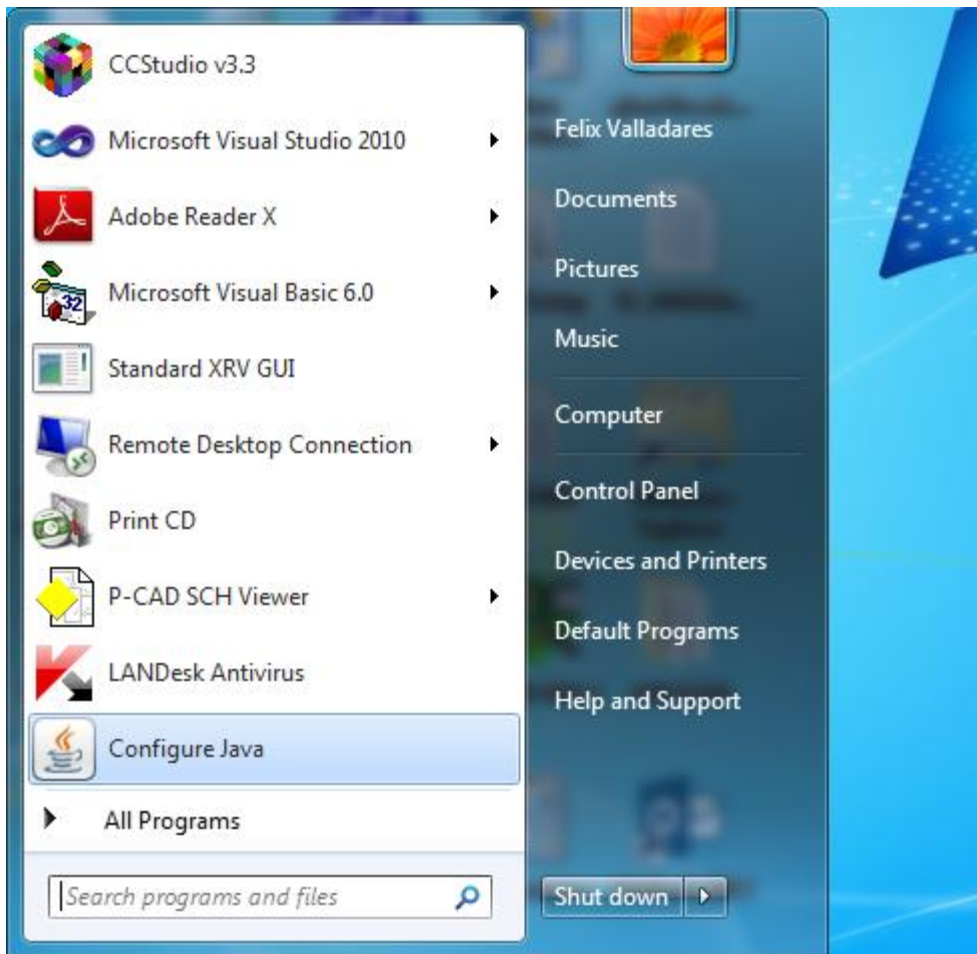 CCStudio v3.3
Microsoft Visual Studio 2010
Adobe Reader X
Microsoft Visual Basic 6.0
32
Standard XRV GUI
Remote Desktop Connection
Print CD
P-CAD SCH Viewer
LANDesk Antivirus
Configure Java
All Programs
Search programs and files
Felix Valladares
Documents
Pictures
Music
Computer
Control Panel
Devices and Printers
Default Programs
Help and Support
Shut down